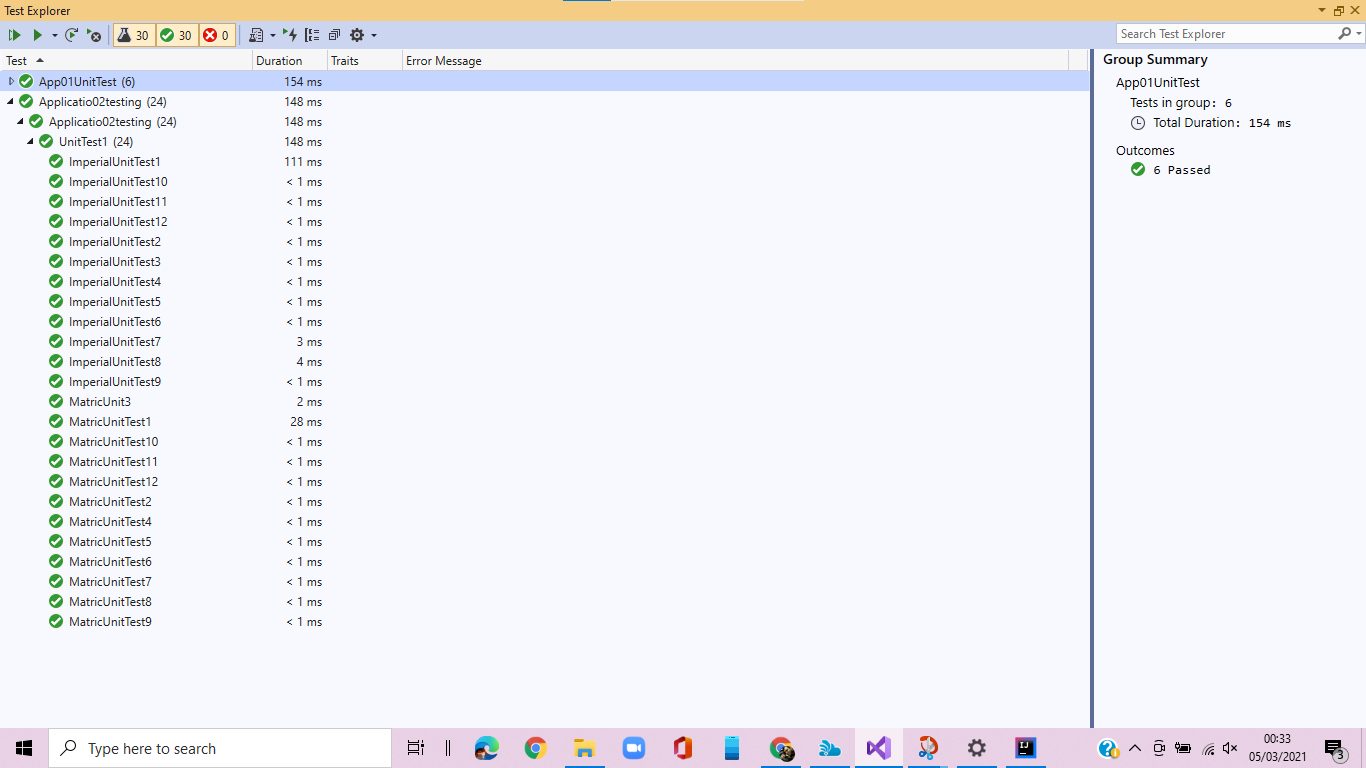 Test Explorer
30 30 0
Search Test Explorer
Test Duration Traits Error Message
App01UnitTest (6) 154 ms
Applicatio02testing (24) 148 ms
Applicatio02testing (24) 148 ms
UnitTest1 (24) 148 ms
ImperialUnitTest1 111 ms
ImperialUnitTest10 < 1 ms
ImperialUnitTest11 < 1 ms
ImperialUnitTest12 < 1 ms
ImperialUnitTest2 < 1 ms
ImperialUnitTest3 < 1 ms
ImperialUnitTest4 < 1 ms
ImperialUnitTest5 < 1 ms
ImperialUnitTest6 < 1 ms
ImperialUnitTest7 3 ms
ImperialUnitTest8 4 ms
ImperialUnitTest9 < 1 ms
MatricUnit3 2 ms
MatricUnitTest1 28 ms
MatricUnitTest10 < 1 ms
MatricUnitTest11 < 1 ms
MatricUnitTest12 < 1 ms
MatricUnitTest2 < 1 ms
MatricUnitTest4 < 1 ms
MatricUnitTest5 < 1 ms
MatricUnitTest6 < 1 ms
MatricUnitTest7 < 1 ms
MatricUnitTest8 < 1 ms
MatricUnitTest9 < 1 ms
Group Summary
App01UnitTest
Tests in group: 6
Total Duration: 154 ms
Outcomes
6 Passed
Type here to search
IJ
00:33
05/03/2021
3